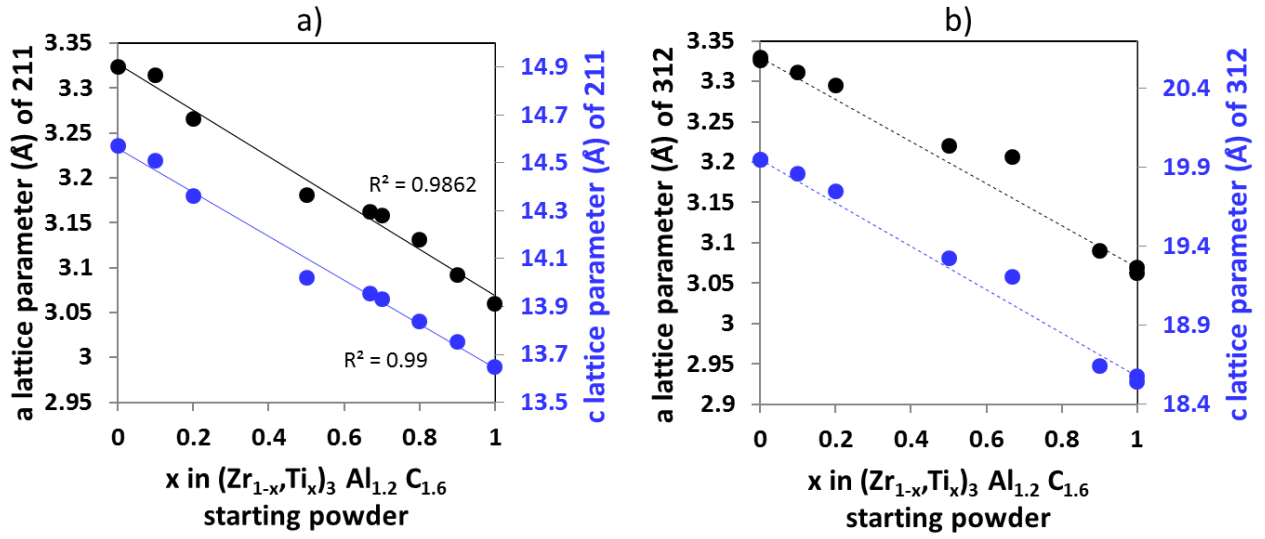 a)
a lattice parameter (Å) of 211
3.35
3.3
3.25
3.2
3.15
3.1
3.05
3
2.95
R² = 0.9862
R² = 0.99
14.9
14.7
14.5
14.3
14.1
13.9
13.7
13.5
c lattice parameter (Å) of 211
0 0.2 0.4 0.6 0.8 1
x in (Zr₁₋ₓ,Tiₓ)₃ Al₁.₂ C₁.₆
starting powder
b)
a lattice parameter (Å) of 312
3.35
3.3
3.25
3.2
3.15
3.1
3.05
3
2.95
2.9
20.4
19.9
19.4
18.9
18.4
c lattice parameter (Å) of 312
0 0.2 0.4 0.6 0.8 1
x in (Zr₁₋ₓ,Tiₓ)₃ Al₁.₂ C₁.₆
starting powder